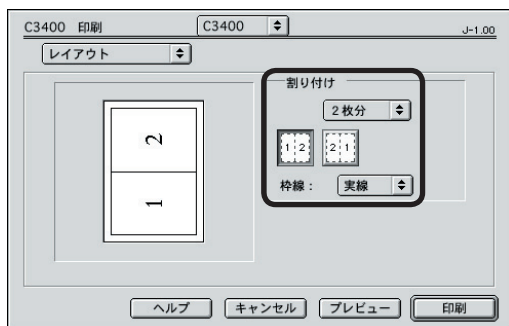 C3400 印刷 C3400 J-1.00
レイアウト
割り付け
2枚分
1 2 2 1
2
1
枠線： 実線
ヘルプ キャンセル プレビュー 印刷